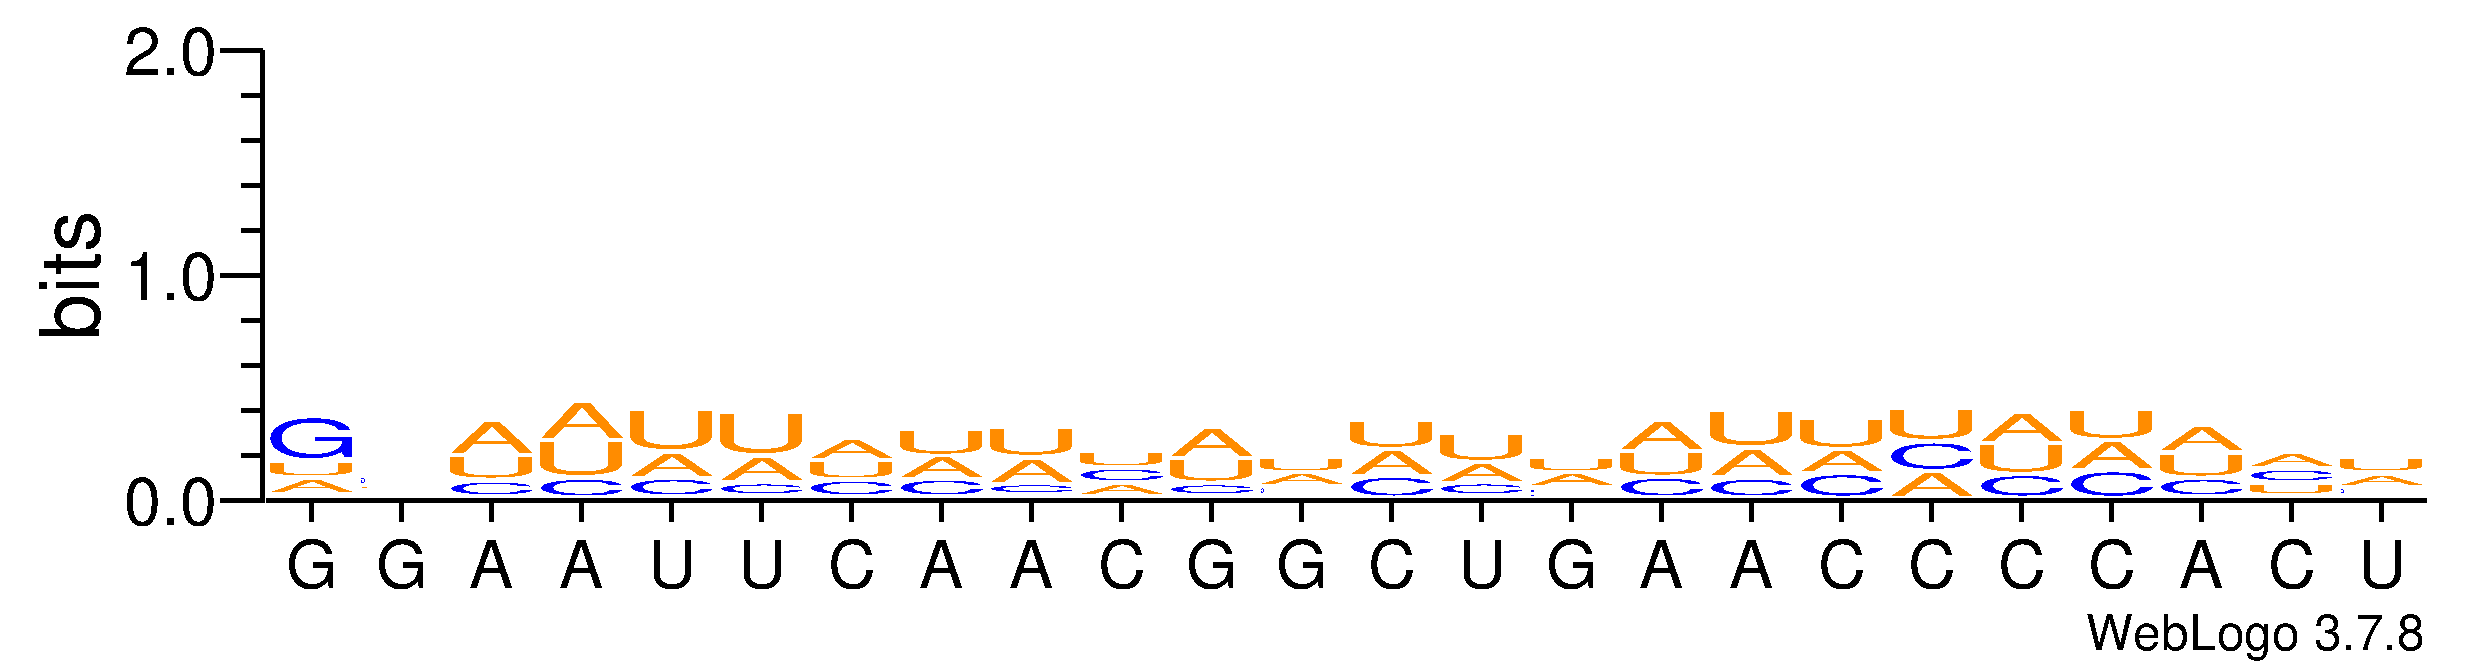 2.0
bits
1.0
0.0
G G A A U U C A A C G G C U G A A C C C C A C U
WebLogo 3.7.8